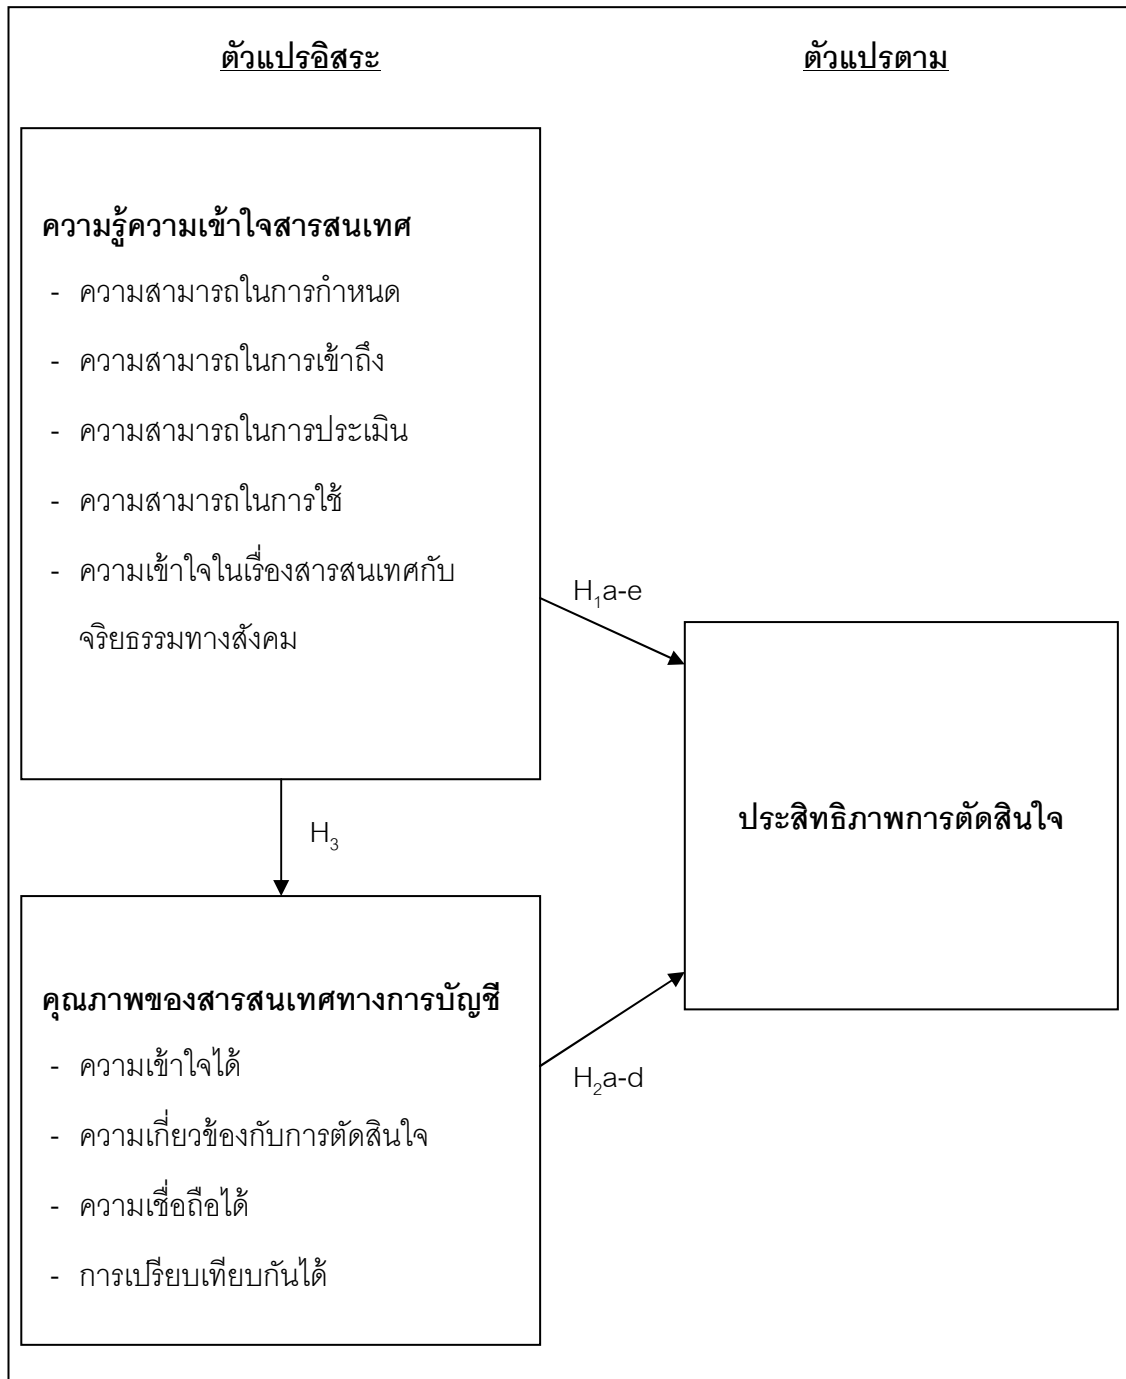 ตัวแปรอิสระ
ตัวแปรตาม
ความรู้ความเข้าใจสารสนเทศ
- ความสามารถในการกำหนด
- ความสามารถในการเข้าถึง
- ความสามารถในการประเมิน
- ความสามารถในการใช้
- ความเข้าใจในเรื่องสารสนเทศกับ
จริยธรรมทางสังคม
H₁a-e
ประสิทธิภาพการตัดสินใจ
H₃
คุณภาพของสารสนเทศทางการบัญชี
- ความเข้าใจได้
- ความเกี่ยวข้องกับการตัดสินใจ
- ความเชื่อถือได้
- การเปรียบเทียบกันได้
H₂a-d